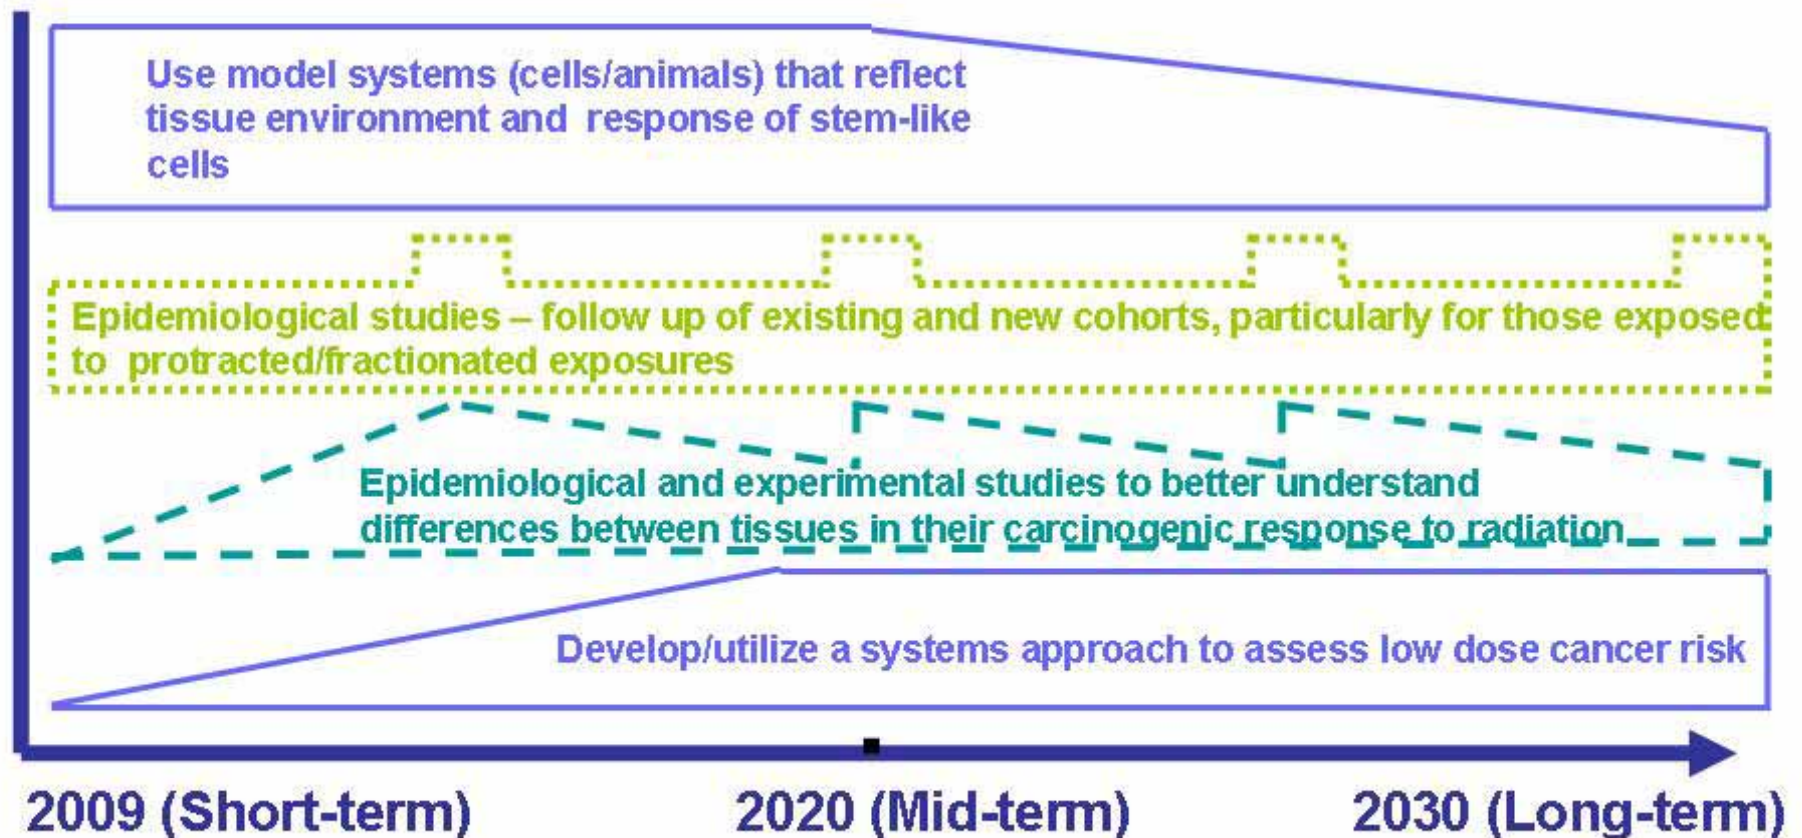 Use model systems (cells/animals) that reflect
tissue environment and response of stem-like
cells
Epidemiological studies – follow up of existing and new cohorts, particularly for those exposed
to protracted/fractionated exposures
Epidemiological and experimental studies to better understand
differences between tissues in their carcinogenic response to radiation
Develop/utilize a systems approach to assess low dose cancer risk
2009 (Short-term) 2020 (Mid-term) 2030 (Long-term)